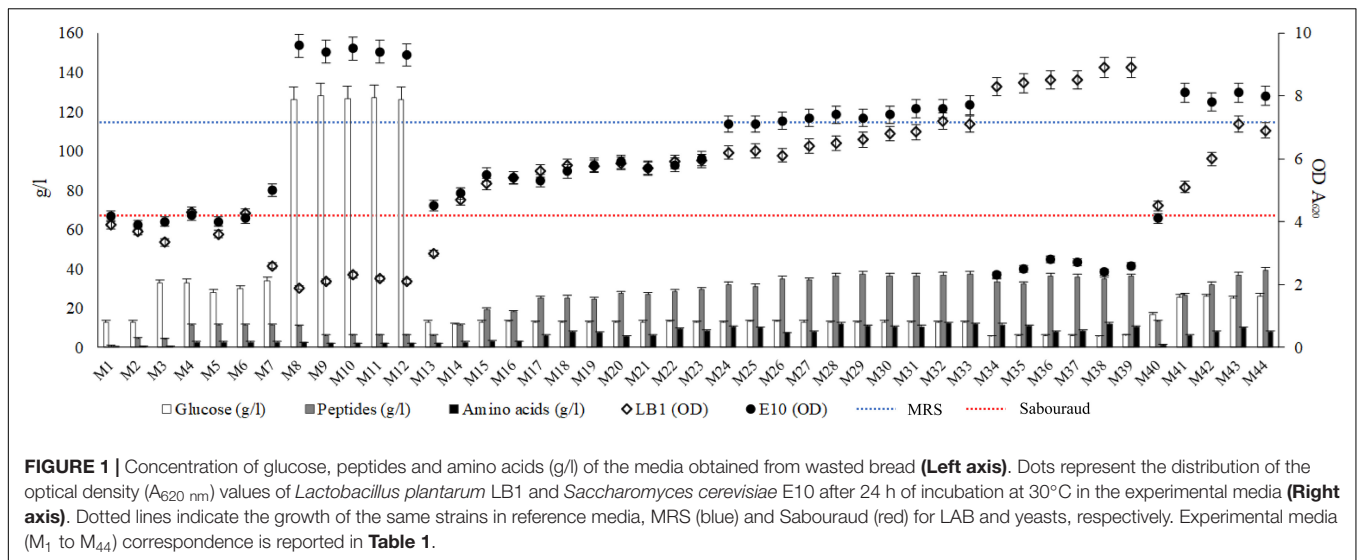 160
140
120
100
80
60
40
20
0
g/l
10
8
6
4
2
0
OD A620
M1 M2 M3 M4 M5 M6 M7 M8 M9 M10 M11 M12 M13 M14 M15 M16 M17 M18 M19 M20 M21 M22 M23 M24 M25 M26 M27 M28 M29 M30 M31 M32 M33 M34 M35 M36 M37 M38 M39 M40 M41 M42 M43 M44
Glucose (g/l) Peptides (g/l) Amino acids (g/l) LB1 (OD) E10 (OD) MRS Sabouraud
FIGURE 1 | Concentration of glucose, peptides and amino acids (g/l) of the media obtained from wasted bread (Left axis). Dots represent the distribution of the
optical density (A620 nm) values of Lactobacillus plantarum LB1 and Saccharomyces cerevisiae E10 after 24 h of incubation at 30°C in the experimental media (Right
axis). Dotted lines indicate the growth of the same strains in reference media, MRS (blue) and Sabouraud (red) for LAB and yeasts, respectively. Experimental media
(M1 to M44) correspondence is reported in Table 1.